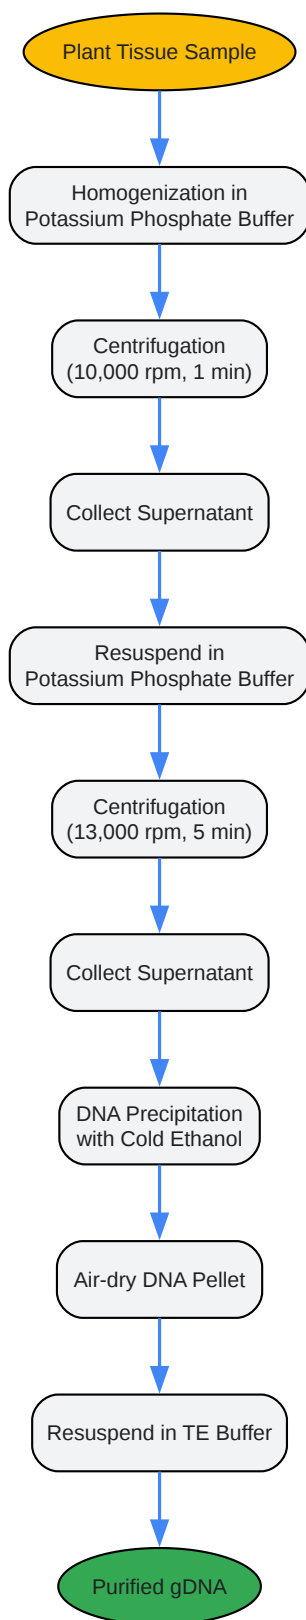 Plant Tissue Sample
Homogenization in
Potassium Phosphate Buffer
Centrifugation
(10,000 rpm, 1 min)
Collect Supernatant
Resuspend in
Potassium Phosphate Buffer
Centrifugation
(13,000 rpm, 5 min)
Collect Supernatant
DNA Precipitation
with Cold Ethanol
Air-dry DNA Pellet
Resuspend in TE Buffer
Purified gDNA